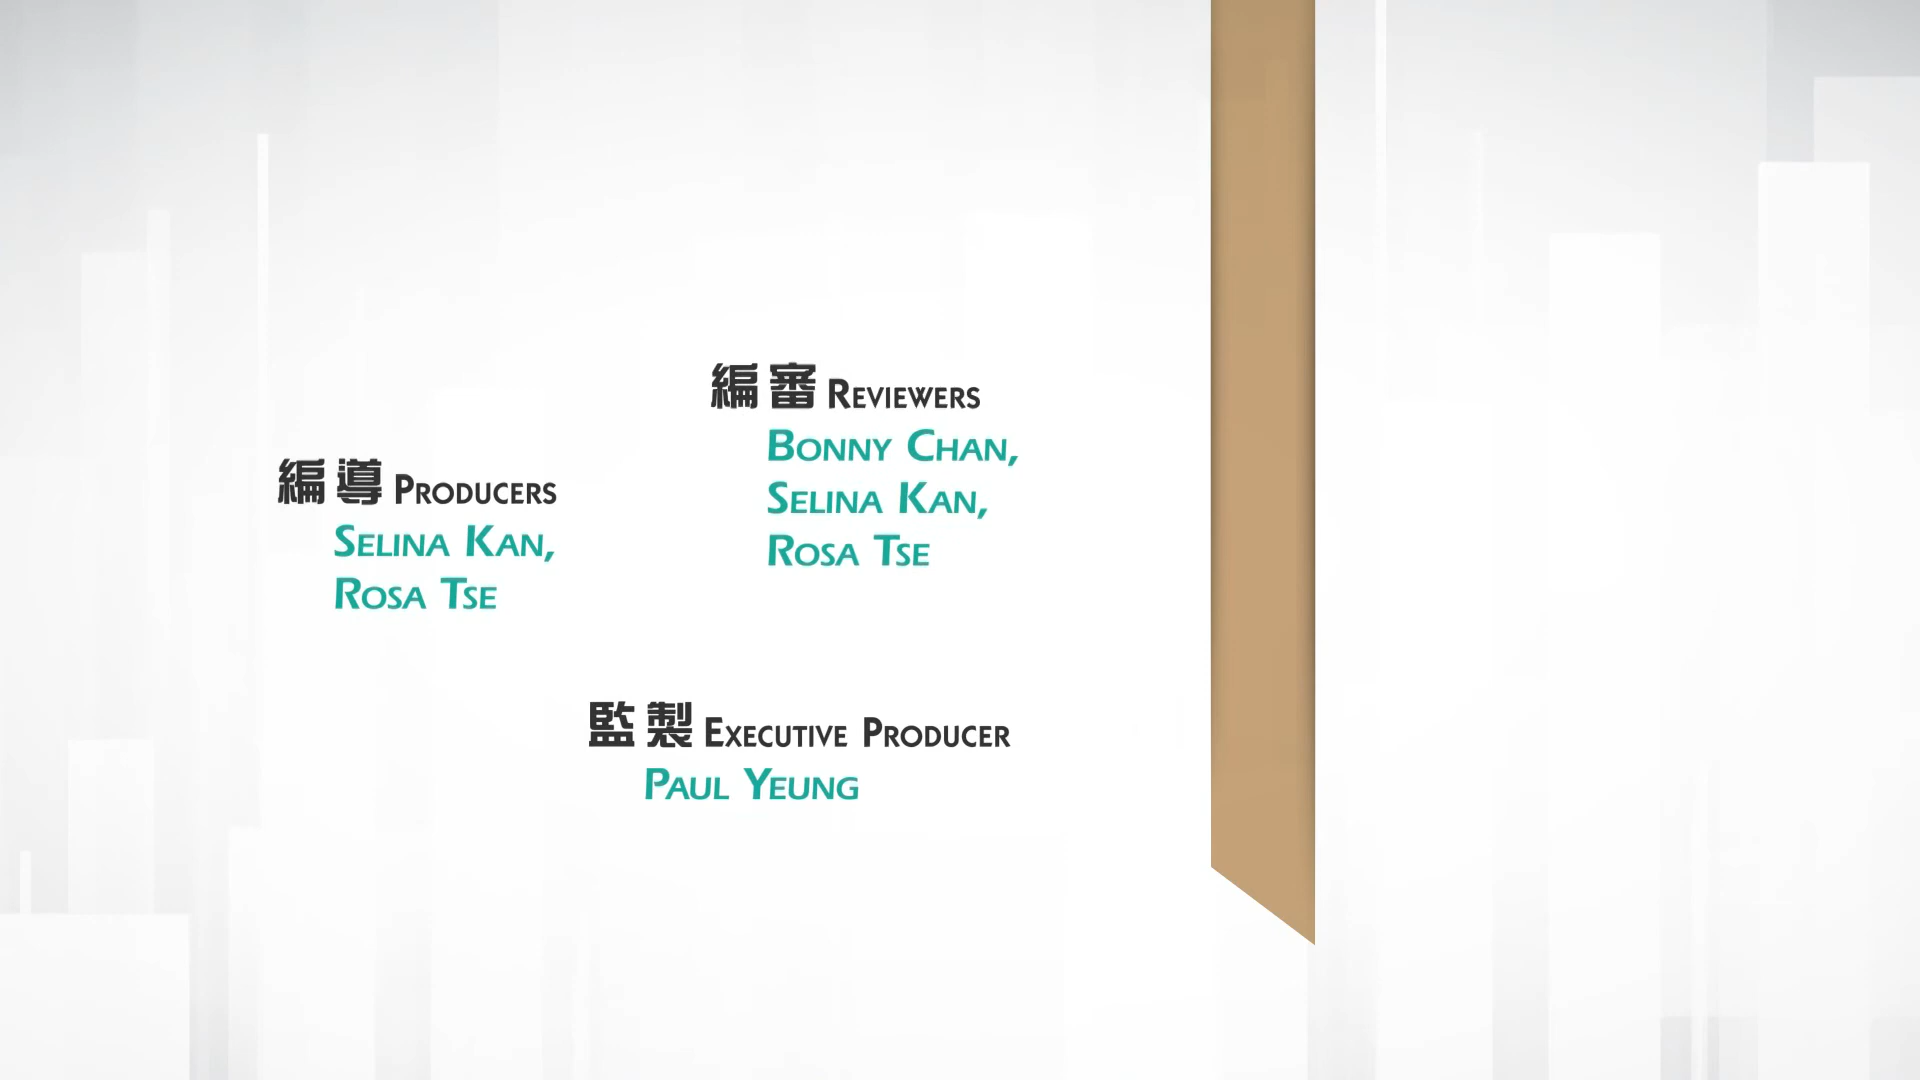 編導 Producers
Selina Kan,
Rosa Tse
編審 Reviewers
Bonny Chan,
Selina Kan,
Rosa Tse
監製 Executive Producer
Paul Yeung